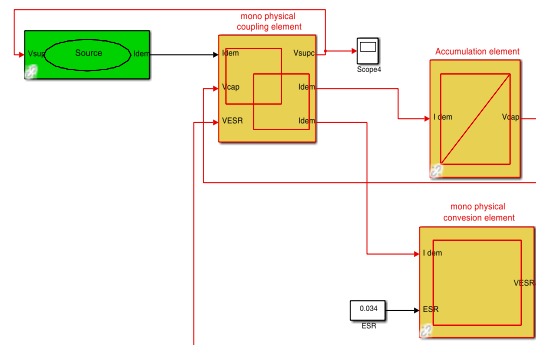 mono physical
coupling element
Vsup
Source
Idem
Idem
Vsupc
Scope4
Accumulation element
Vcap
Idem
VESR
Idem
I dem
Vcap
mono physical
convesion element
I dem
VESR
0.034
ESR
ESR